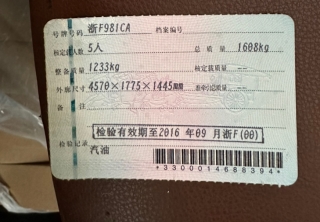 号牌号码 浙F981CA 档案编号
核定载人数 5人 总质量 1608kg
整备质量 1233kg 核定载质量 --
外廓尺寸 4570×1775×1445mm 准牵引总质量 --
备注
检验有效期至2016 年09 月浙F(00)
检验记录
汽油
*3300014688394*